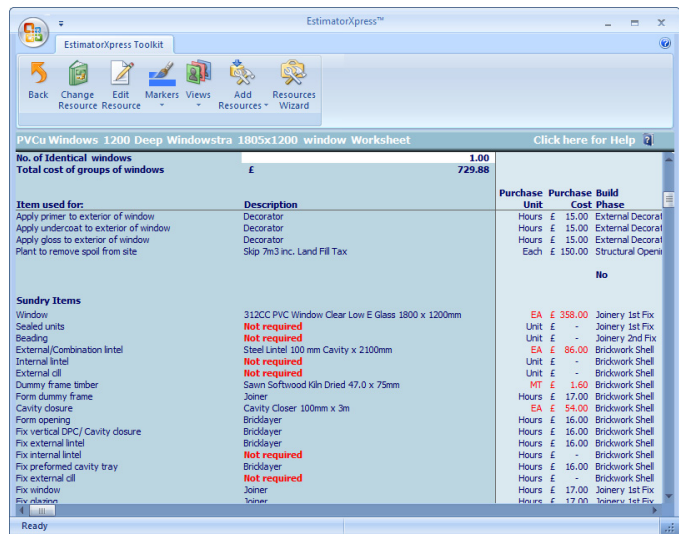 EstimatorXpress™
EstimatorXpress Toolkit
Back Change Resource Edit Resource Markers Views Add Resources Resources Wizard
PVCu Windows 1200 Deep Windowstra 1805x1200 window Worksheet Click here for Help
No. of Identical windows 1.00
Total cost of groups of windows £ 729.88
Purchase Purchase Build
Item used for: Description Unit Cost Phase
Apply primer to exterior of window Decorator Hours £ 15.00 External Decorat
Apply undercoat to exterior of window Decorator Hours £ 15.00 External Decorat
Apply gloss to exterior of window Decorator Hours £ 15.00 External Decorat
Plant to remove spoil from site Skip 7m3 inc. Land Fill Tax Each £ 150.00 Structural Openi
No
Sundry Items
Window 312CC PVC Window Clear Low E Glass 1800 x 1200mm EA £ 358.00 Joinery 1st Fix
Sealed units Not required Unit £ - Joinery 1st Fix
Beading Not required Unit £ - Joinery 2nd Fix
External/Combination lintel Steel Lintel 100 mm Cavity x 2100mm EA £ 86.00 Brickwork Shell
Internal lintel Not required Unit £ - Brickwork Shell
External cill Not required Unit £ - Brickwork Shell
Dummy frame timber Sawn Softwood Kiln Dried 47.0 x 75mm MT £ 1.60 Brickwork Shell
Form dummy frame Joiner Hours £ 17.00 Brickwork Shell
Cavity closure Cavity Closer 100mm x 3m EA £ 54.00 Brickwork Shell
Form opening Bricklayer Hours £ 16.00 Brickwork Shell
Fix vertical DPC/ Cavity closure Bricklayer Hours £ 16.00 Brickwork Shell
Fix external lintel Bricklayer Hours £ 16.00 Brickwork Shell
Fix internal lintel Not required Hours £ - Brickwork Shell
Fix preformed cavity tray Bricklayer Hours £ 16.00 Brickwork Shell
Fix external cill Not required Hours £ - Brickwork Shell
Fix window Joiner Hours £ 17.00 Joinery 1st Fix
Fix glazing Joiner Hours £ 17.00 Joinery 1st Fix
Ready